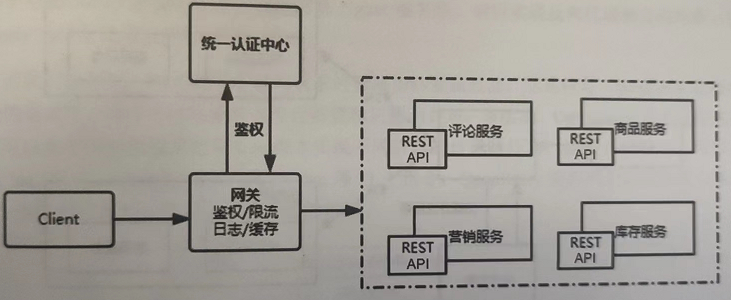 统一认证中心
鉴权
Client
网关
鉴权/限流
日志/缓存
评论服务
REST
API
商品服务
REST
API
营销服务
REST
API
库存服务
REST
API